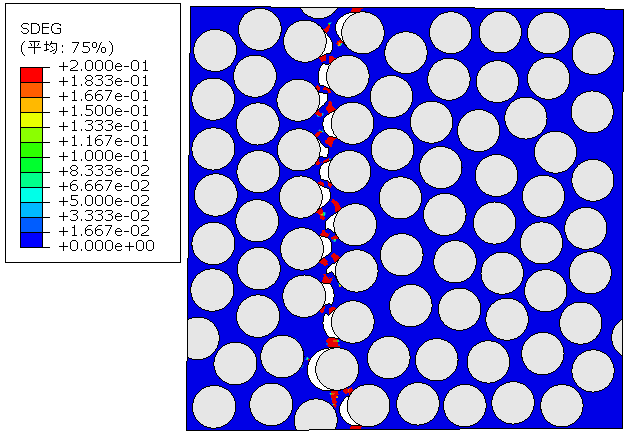 SDEG
(平均: 75%)
+2.000e-01
+1.833e-01
+1.667e-01
+1.500e-01
+1.333e-01
+1.167e-01
+1.000e-01
+8.333e-02
+6.667e-02
+5.000e-02
+3.333e-02
+1.667e-02
+0.000e+00